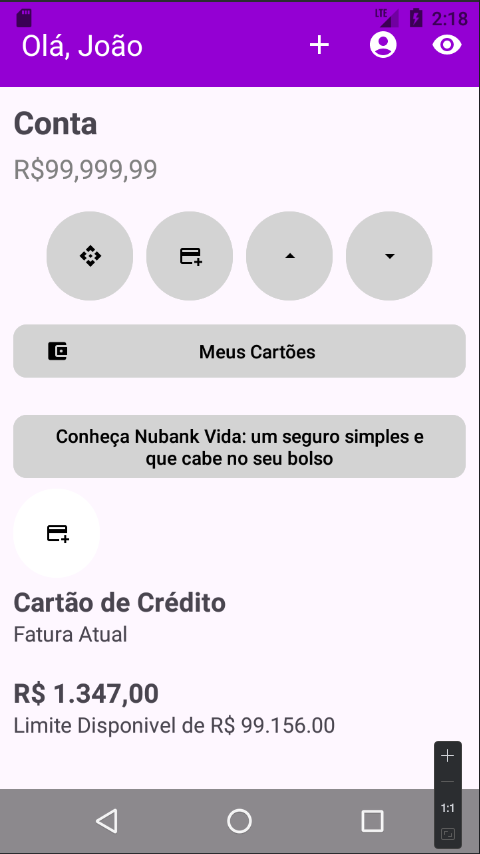 LTE 2:18
Olá, João
Conta
R$99,999,99
Meus Cartões
Conheça Nubank Vida: um seguro simples e
que cabe no seu bolso
Cartão de Crédito
Fatura Atual
R$ 1.347,00
Limite Disponivel de R$ 99.156.00
1:1